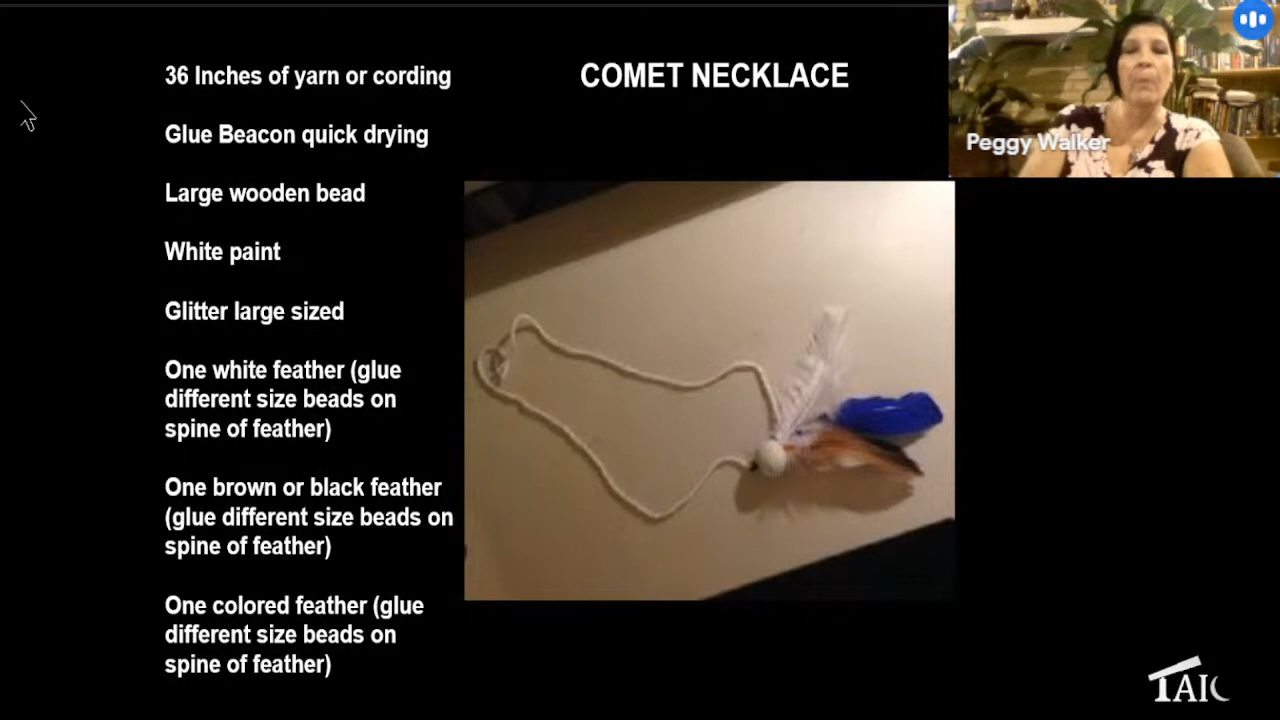 36 Inches of yarn or cording
COMET NECKLACE
Glue Beacon quick drying
Large wooden bead
White paint
Glitter large sized
One white feather (glue
different size beads on
spine of feather)
One brown or black feather
(glue different size beads on
spine of feather)
One colored feather (glue
different size beads on
spine of feather)
Peggy Walker
TAIC